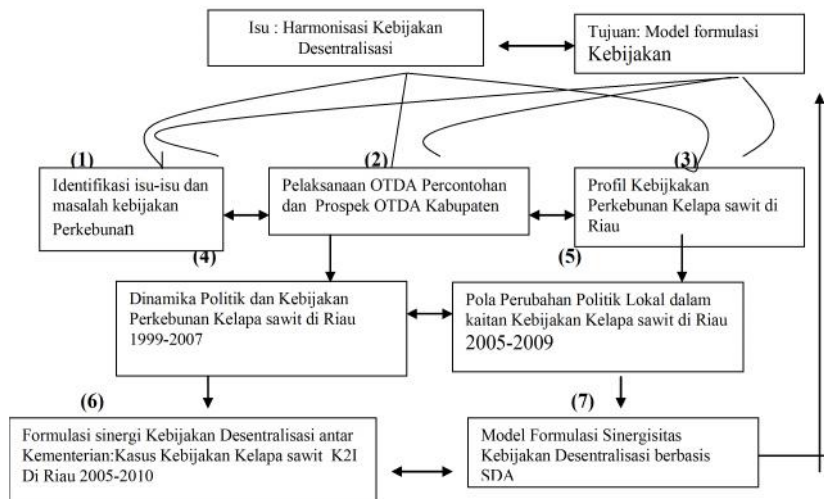 Isu : Harmonisasi Kebijakan
Desentralisasi
Tujuan: Model formulasi
Kebijakan
(1)
(2)
(3)
Identifikasi isu-isu dan
masalah kebijakan
Perkebunan
Pelaksanaan OTDA Percontohan
dan Prospek OTDA Kabupaten
Profil Kebijkakan
Perkebunan Kelapa sawit di
Riau
(4)
(5)
Dinamika Politik dan Kebijakan
Perkebunan Kelapa sawit di Riau
1999-2007
Pola Perubahan Politik Lokal dalam
kaitan Kebijakan Kelapa sawit di Riau
2005-2009
(6)
(7)
Formulasi sinergi Kebijakan Desentralisasi antar
Kementerian:Kasus Kebijakan Kelapa sawit K2I
Di Riau 2005-2010
Model Formulasi Sinergisitas
Kebijakan Desentralisasi berbasis
SDA